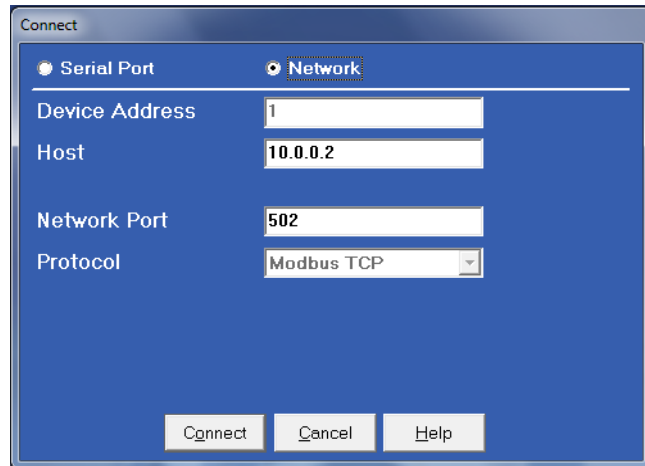 Connect
Serial Port Network
Device Address 1
Host 10.0.0.2
Network Port 502
Protocol Modbus TCP
Connect Cancel Help